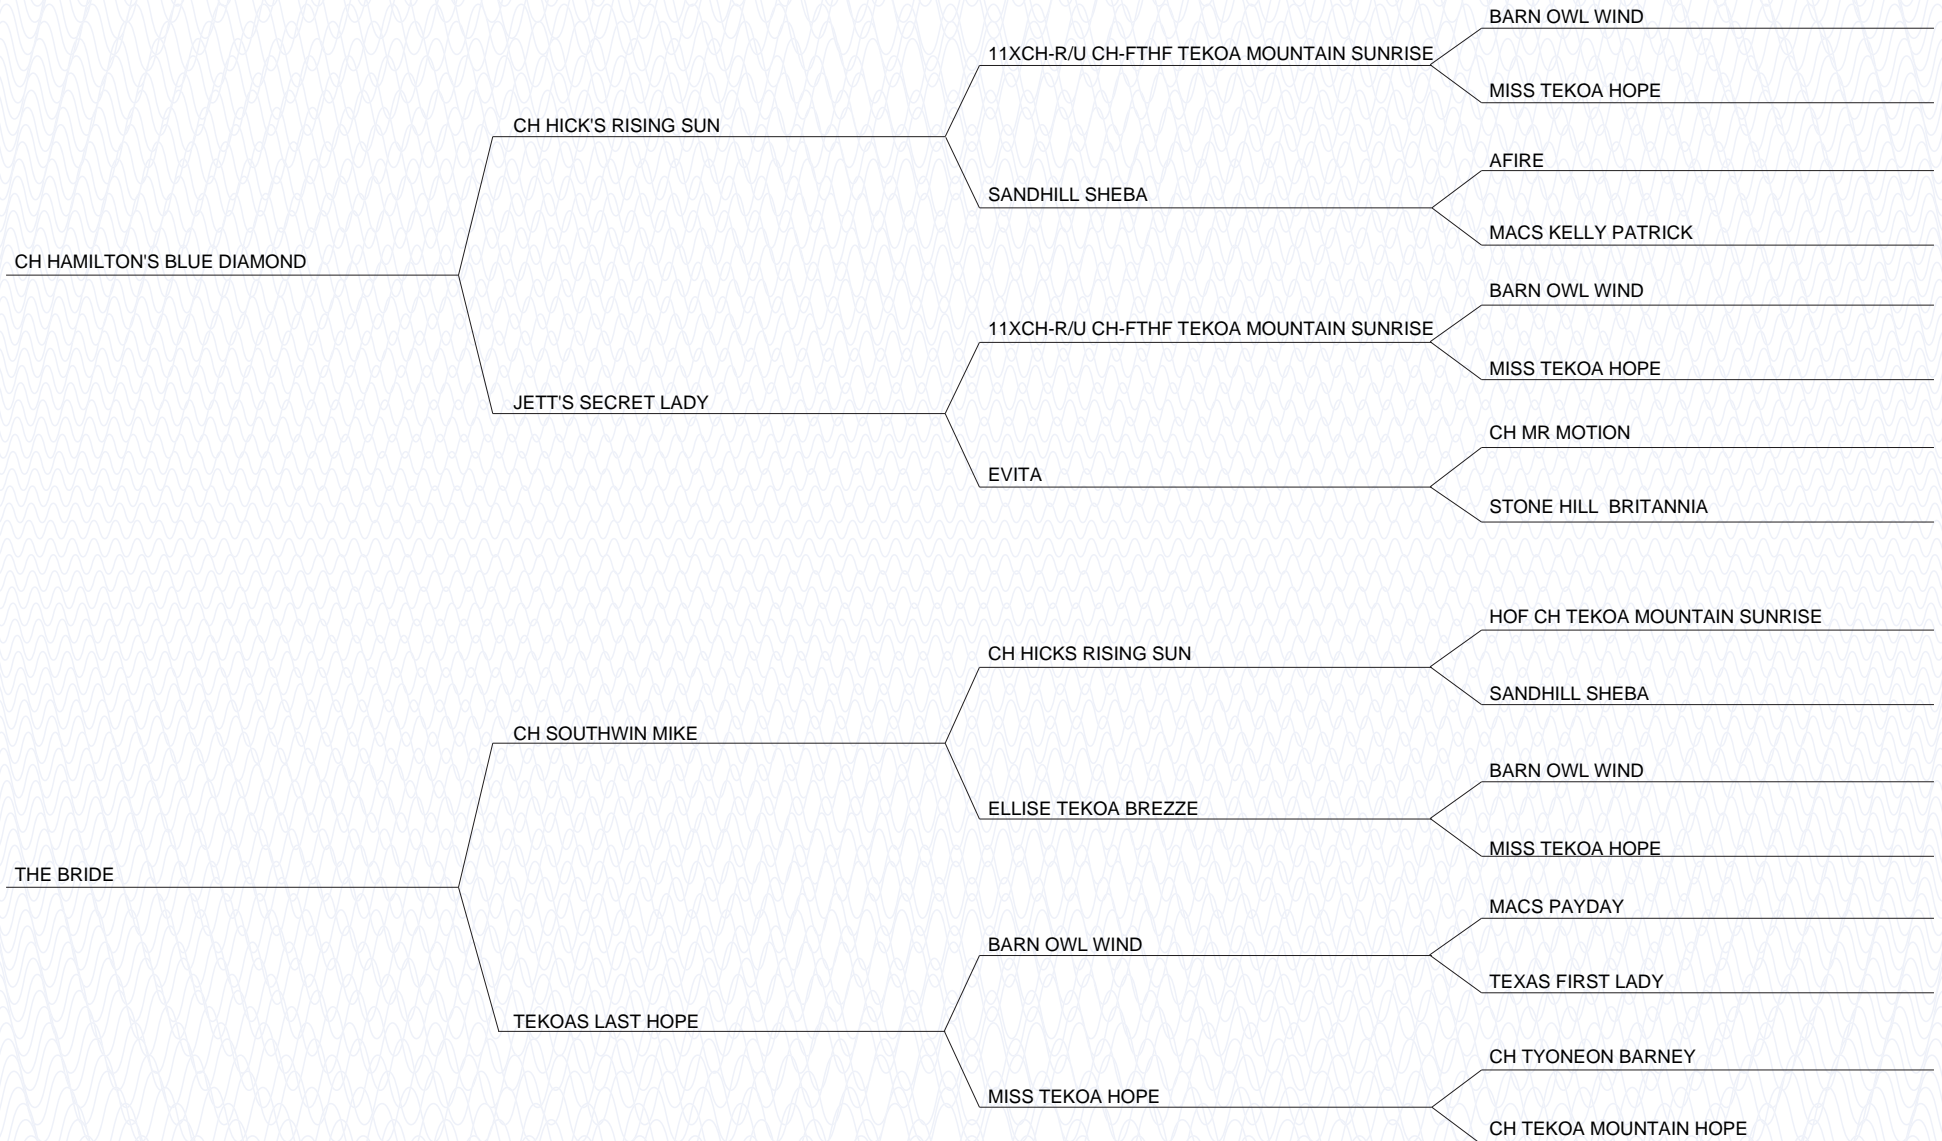 BARN OWL WIND
11XCH-R/U CH-FTHF TEKOA MOUNTAIN SUNRISE
MISS TEKOA HOPE
CH HICK'S RISING SUN
AFIRE
SANDHILL SHEBA
MACS KELLY PATRICK
CH HAMILTON'S BLUE DIAMOND
BARN OWL WIND
11XCH-R/U CH-FTHF TEKOA MOUNTAIN SUNRISE
MISS TEKOA HOPE
JETT'S SECRET LADY
CH MR MOTION
EVITA
STONE HILL  BRITANNIA
HOF CH TEKOA MOUNTAIN SUNRISE
CH HICKS RISING SUN
SANDHILL SHEBA
CH SOUTHWIN MIKE
BARN OWL WIND
ELLISE TEKOA BREZZE
MISS TEKOA HOPE
THE BRIDE
MACS PAYDAY
BARN OWL WIND
TEXAS FIRST LADY
TEKOAS LAST HOPE
CH TYONEON BARNEY
MISS TEKOA HOPE
CH TEKOA MOUNTAIN HOPE